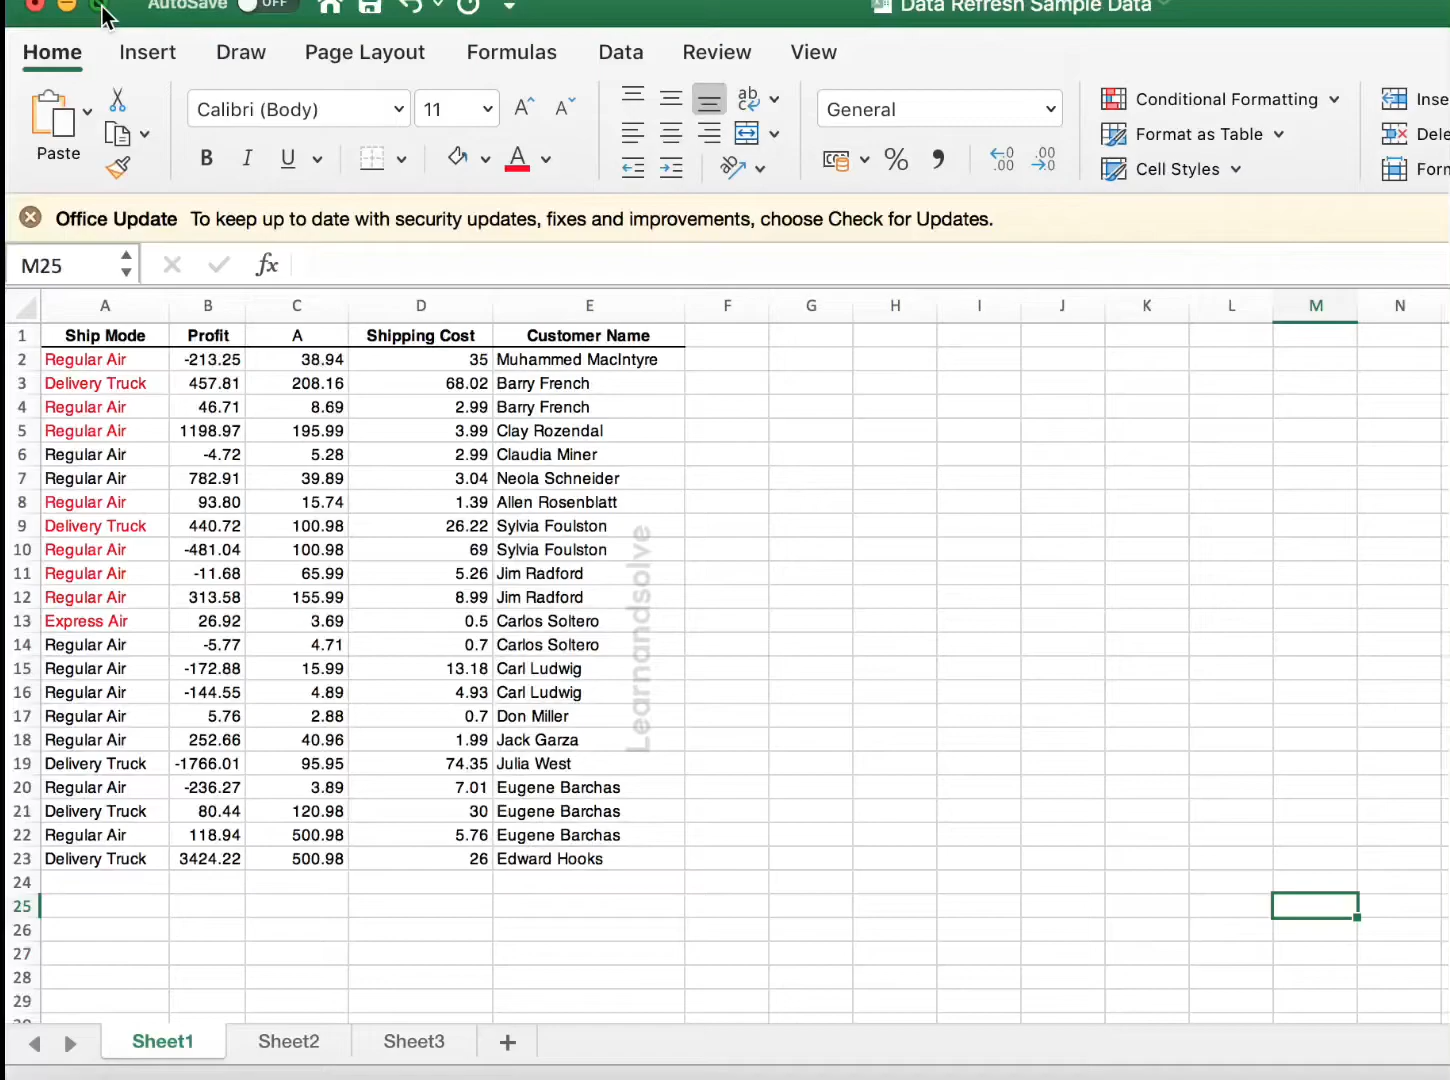 AutoSave OFF Data Refresh Sample Data
Home Insert Draw Page Layout Formulas Data Review View
Paste Calibri (Body) 11 General Conditional Formatting
Format as Table
Cell Styles
B I U A % 
Office Update To keep up to date with security updates, fixes and improvements, choose Check for Updates.
M25 fx
A B C D E F G H I J K L M N
1 Ship Mode Profit A Shipping Cost Customer Name
2 Regular Air -213.25 38.94 35 Muhammed MacIntyre
3 Delivery Truck 457.81 208.16 68.02 Barry French
4 Regular Air 46.71 8.69 2.99 Barry French
5 Regular Air 1198.97 195.99 3.99 Clay Rozendal
6 Regular Air -4.72 5.28 2.99 Claudia Miner
7 Regular Air 782.91 39.89 3.04 Neola Schneider
8 Regular Air 93.80 15.74 1.39 Allen Rosenblatt
9 Delivery Truck 440.72 100.98 26.22 Sylvia Foulston
10 Regular Air -481.04 100.98 69 Sylvia Foulston
11 Regular Air -11.68 65.99 5.26 Jim Radford
12 Regular Air 313.58 155.99 8.99 Jim Radford
13 Express Air 26.92 3.69 0.5 Carlos Soltero
14 Regular Air -5.77 4.71 0.7 Carlos Soltero
15 Regular Air -172.88 15.99 13.18 Carl Ludwig
16 Regular Air -144.55 4.89 4.93 Carl Ludwig
17 Regular Air 5.76 2.88 0.7 Don Miller
18 Regular Air 252.66 40.96 1.99 Jack Garza
19 Delivery Truck -1766.01 95.95 74.35 Julia West
20 Regular Air -236.27 3.89 7.01 Eugene Barchas
21 Delivery Truck 80.44 120.98 30 Eugene Barchas
22 Regular Air 118.94 500.98 5.76 Eugene Barchas
23 Delivery Truck 3424.22 500.98 26 Edward Hooks
24
25
26
27
28
29
Learnandsolve
Sheet1 Sheet2 Sheet3 +